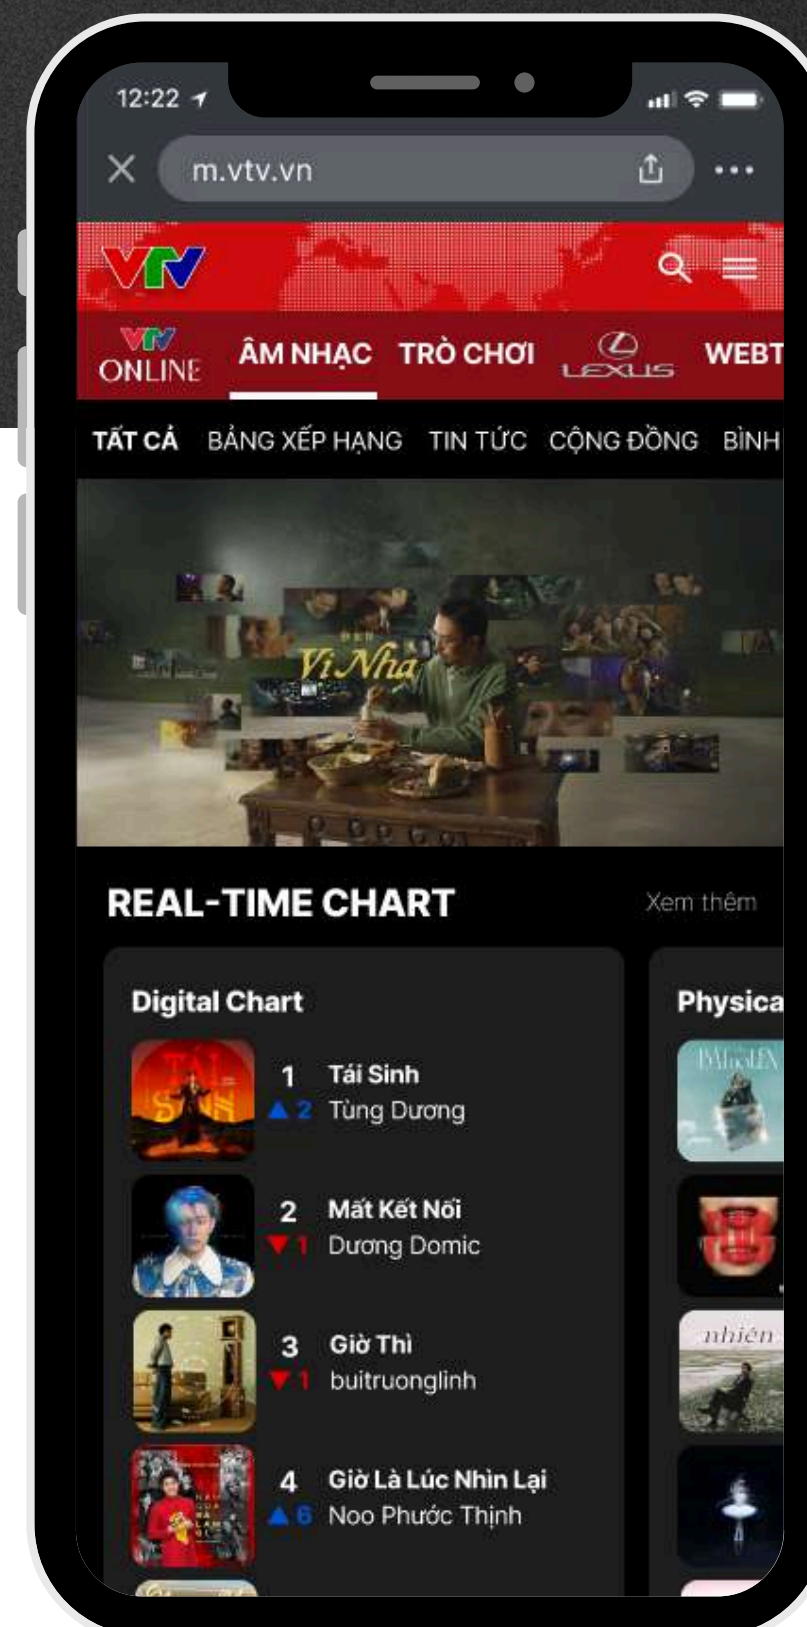 12:22
m.vtv.vn
VTV
VTV
ONLINE
ÂM NHẠC
TRÒ CHƠI
LEXUS
WEBT
TẤT CẢ
BẢNG XẾP HẠNG
TIN TỨC
CỘNG ĐỒNG
BÌNH
ĐEN
Vị Nhà
REAL-TIME CHART
Xem thêm
Digital Chart
1
Tái Sinh
2
Tùng Dương
2
Mất Kết Nối
1
Dương Domic
3
Giờ Thì
1
buitruonglinh
4
Giờ Là Lúc Nhìn Lại
6
Noo Phước Thịnh
Physica
nhiên